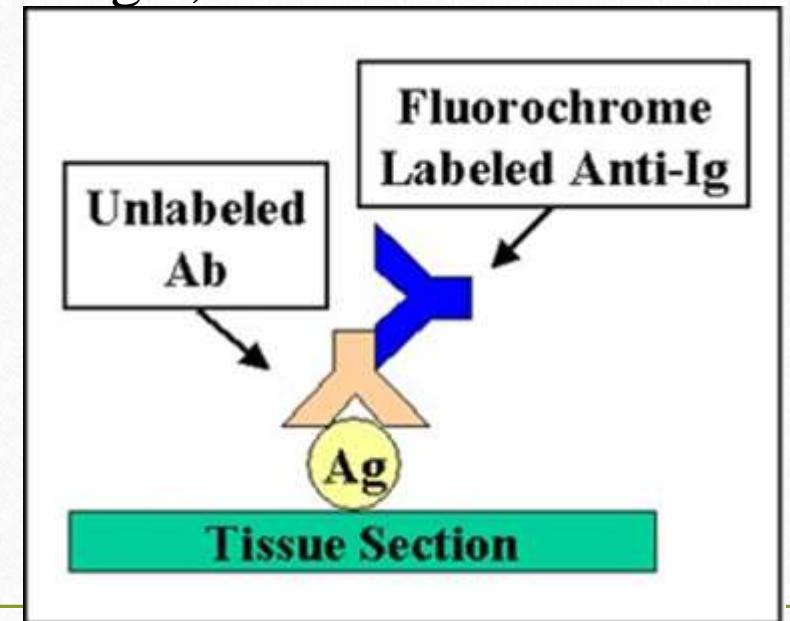 Fluorochrome
Labeled Anti-Ig
Unlabeled
Ab
Ag
Tissue Section